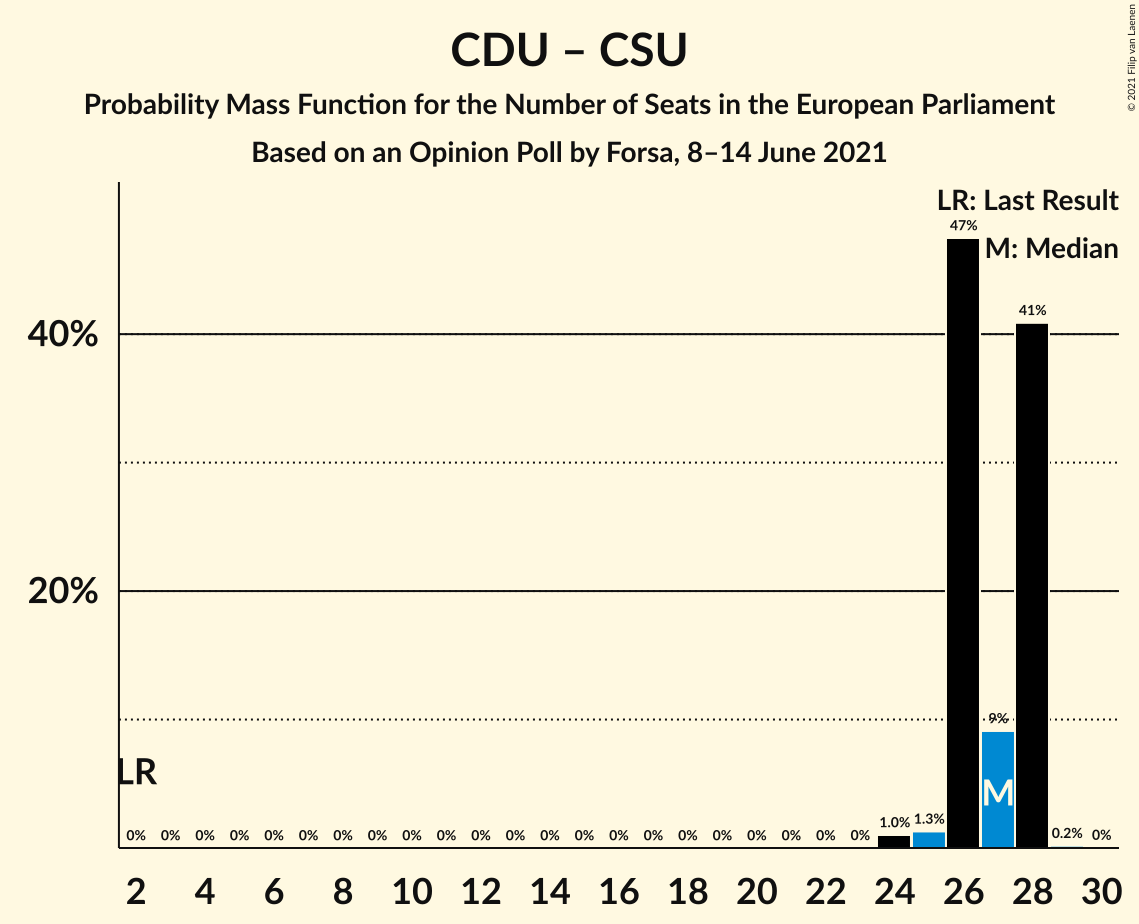 CDU – CSU
Probability Mass Function for the Number of Seats in the European Parliament
Based on an Opinion Poll by Forsa, 8–14 June 2021
© 2021 Filip van Laenen
LR: Last Result
M: Median
47%
41%
40%
20%
9%
LR
M
0% 0% 0% 0% 0% 0% 0% 0% 0% 0% 0% 0% 0% 0% 0% 0% 0% 0% 0% 0% 0% 0% 1.0% 1.3% 0.2% 0%
2 4 6 8 10 12 14 16 18 20 22 24 26 28 30